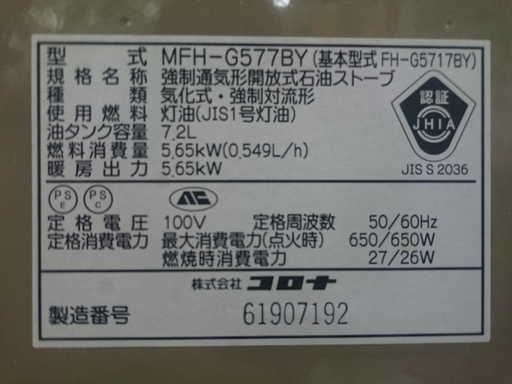 型 式 MFH-G577BY(基本型式 FH-G5717BY)
規格名称 強制通気形開放式石油ストーブ
種類 気化式・強制対流形
使用燃料 灯油(JIS1号灯油)
油タンク容量 7,2L
燃料消費量 5,65kW(0,549L/h)
暖房出力 5,65kW
認証
JHIA
JIS S 2036
PS E PS C
定格電圧 100V 定格周波数 50/60Hz
定格消費電力 最大消費電力(点火時) 650/650W
燃焼時消費電力 27/26W
株式会社 コロナ
製造番号 61907192